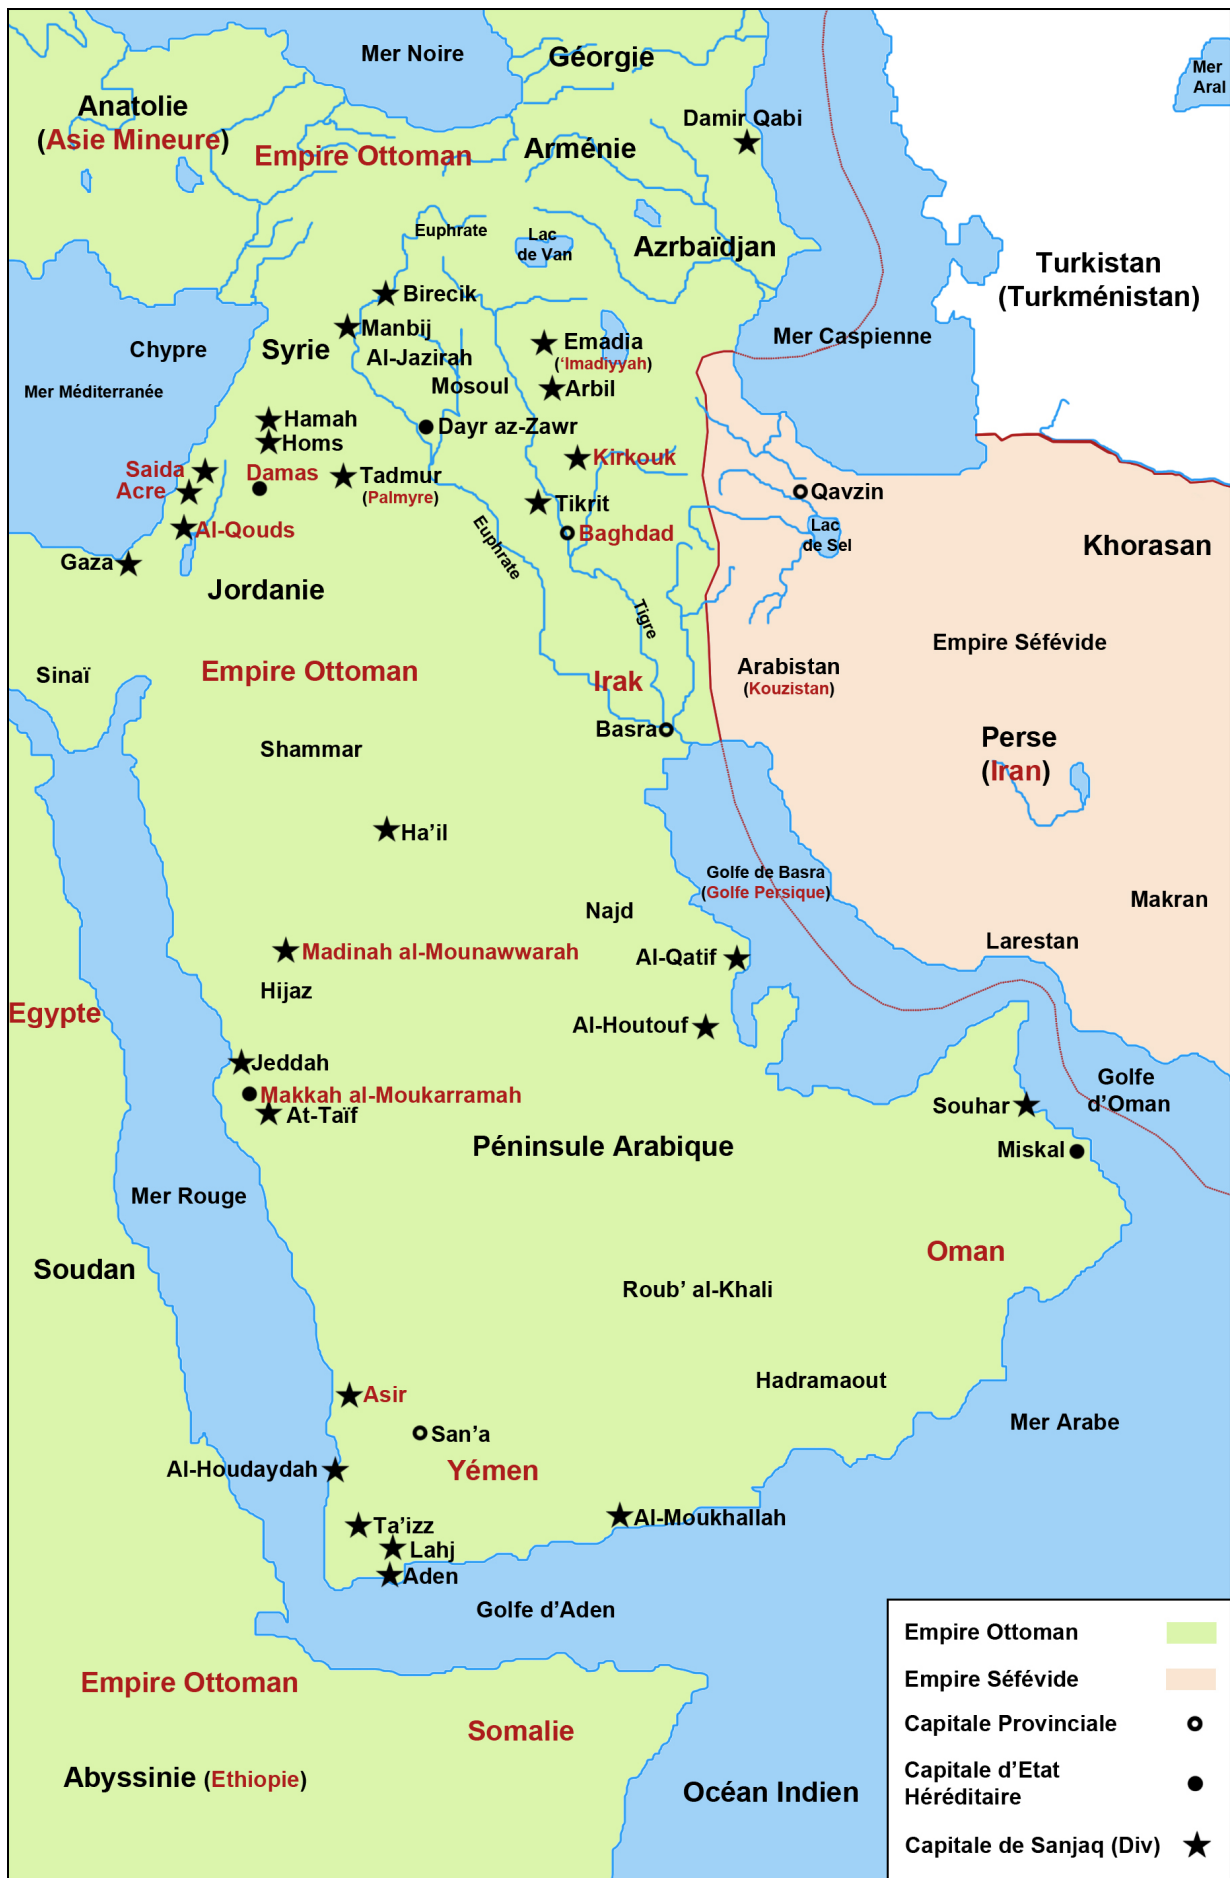 Mer Noire
Géorgie
Mer
Aral
Anatolie
(Asie Mineure)
Damir Qabi
Empire Ottoman
Arménie
Euphrate
Lac
de Van
Azrbaïdjan
Turkistan
(Turkménistan)
Birecik
Manbij
Mer Caspienne
Chypre
Syrie
Al-Jazirah
Emadia
('Imadiyyah)
Mer Méditerranée
Mosoul
Arbil
Hamah
Homs
Dayr az-Zawr
Saida
Damas
Tadmur
(Palmyre)
Kirkouk
Acre
Qavzin
Tikrit
Al-Qouds
Baghdad
Lac
de Sel
Euphrate
Khorasan
Gaza
Jordanie
Tigre
Empire Séfévide
Sinaï
Empire Ottoman
Irak
Arabistan
(Kouzistan)
Basra
Perse
(Iran)
Shammar
Ha'il
Golfe de Basra
(Golfe Persique)
Makran
Najd
Larestan
Madinah al-Mounawwarah
Al-Qatif
Hijaz
Egypte
Al-Houtouf
Jeddah
Makkah al-Moukarramah
At-Taïf
Golfe
d'Oman
Souhar
Péninsule Arabique
Miskal
Mer Rouge
Oman
Soudan
Roub' al-Khali
Hadramaout
Asir
Mer Arabe
San'a
Al-Houdaydah
Yémen
Al-Moukhallah
Ta'izz
Lahj
Aden
Golfe d'Aden
Empire Ottoman
Somalie
Abyssinie (Ethiopie)
Océan Indien
Empire Ottoman
Empire Séfévide
Capitale Provinciale
Capitale d'Etat
Héréditaire
Capitale de Sanjaq (Div)